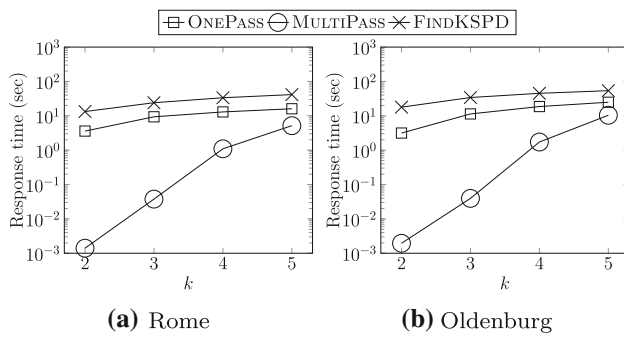 ONEPASS MULTIPASS FINDKSPD
10³
10²
10¹
10⁰
10⁻¹
10⁻²
10⁻³
Response time (sec)
2 3 4 5
k
(a) Rome
10³
10²
10¹
10⁰
10⁻¹
10⁻²
10⁻³
Response time (sec)
2 3 4 5
k
(b) Oldenburg